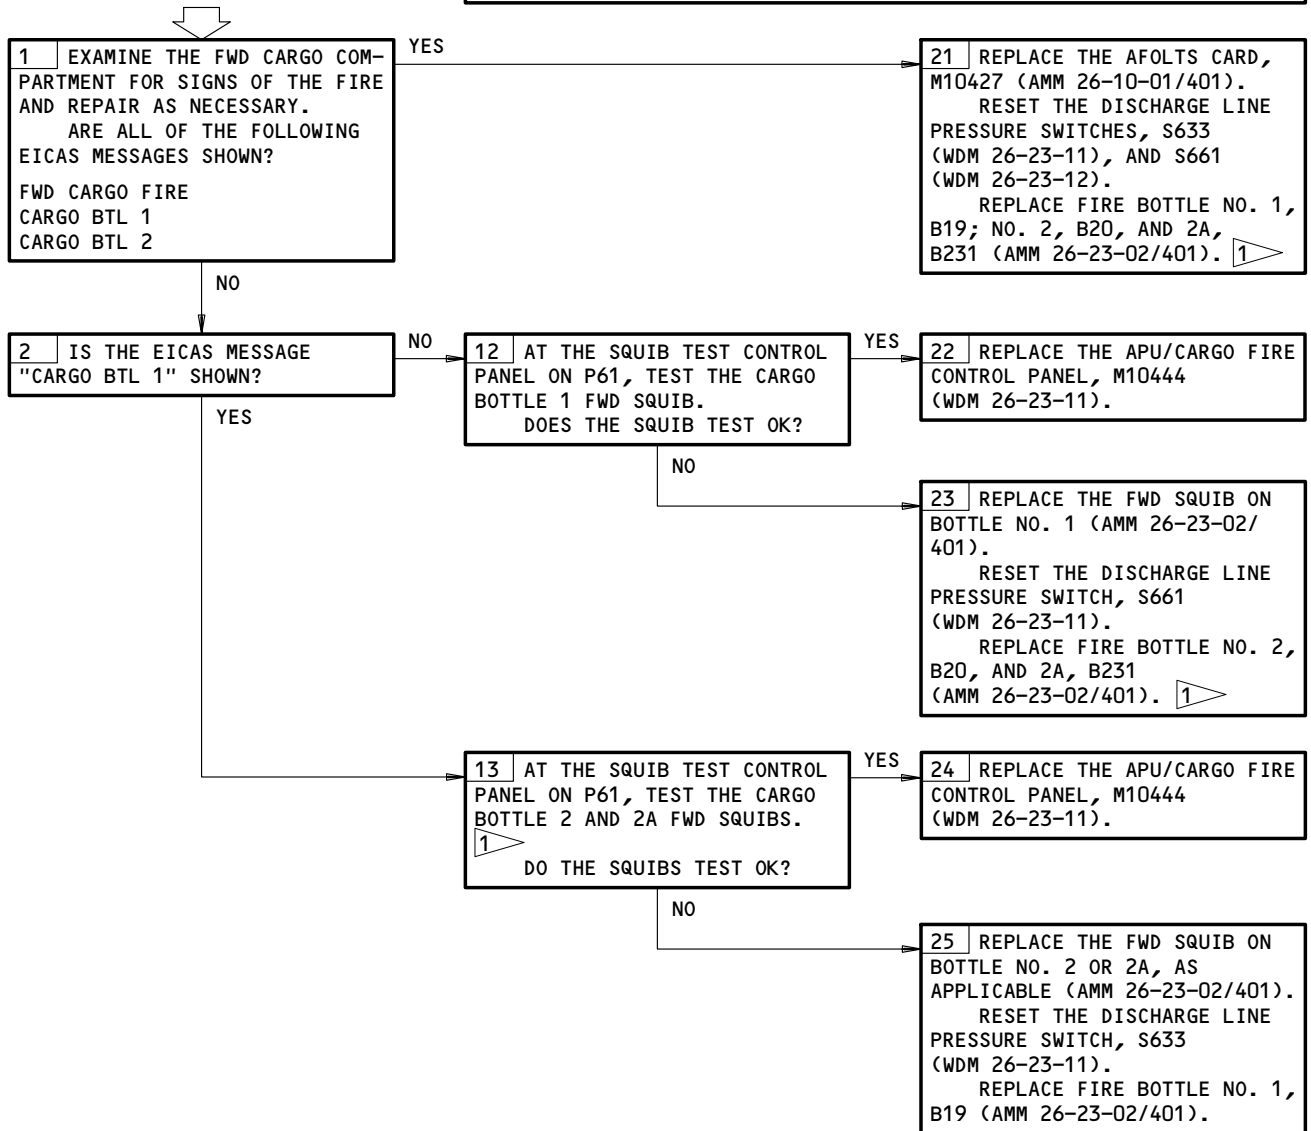 1 EXAMINE THE FWD CARGO COM-
PARTMENT FOR SIGNS OF THE FIRE
AND REPAIR AS NECESSARY.
ARE ALL OF THE FOLLOWING
EICAS MESSAGES SHOWN?
FWD CARGO FIRE
CARGO BTL 1
CARGO BTL 2
YES
21 REPLACE THE AFOLTS CARD,
M10427 (AMM 26-10-01/401).
RESET THE DISCHARGE LINE
PRESSURE SWITCHES, S633
(WDM 26-23-11), AND S661
(WDM 26-23-12).
REPLACE FIRE BOTTLE NO. 1,
B19; NO. 2, B20, AND 2A,
B231 (AMM 26-23-02/401). 1
NO
2 IS THE EICAS MESSAGE
"CARGO BTL 1" SHOWN?
NO
12 AT THE SQUIB TEST CONTROL
PANEL ON P61, TEST THE CARGO
BOTTLE 1 FWD SQUIB.
DOES THE SQUIB TEST OK?
YES
22 REPLACE THE APU/CARGO FIRE
CONTROL PANEL, M10444
(WDM 26-23-11).
YES
NO
23 REPLACE THE FWD SQUIB ON
BOTTLE NO. 1 (AMM 26-23-02/
401).
RESET THE DISCHARGE LINE
PRESSURE SWITCH, S661
(WDM 26-23-11).
REPLACE FIRE BOTTLE NO. 2,
B20, AND 2A, B231
(AMM 26-23-02/401). 1
13 AT THE SQUIB TEST CONTROL
PANEL ON P61, TEST THE CARGO
BOTTLE 2 AND 2A FWD SQUIBS.
1
DO THE SQUIBS TEST OK?
YES
24 REPLACE THE APU/CARGO FIRE
CONTROL PANEL, M10444
(WDM 26-23-11).
NO
25 REPLACE THE FWD SQUIB ON
BOTTLE NO. 2 OR 2A, AS
APPLICABLE (AMM 26-23-02/401).
RESET THE DISCHARGE LINE
PRESSURE SWITCH, S633
(WDM 26-23-11).
REPLACE FIRE BOTTLE NO. 1,
B19 (AMM 26-23-02/401).